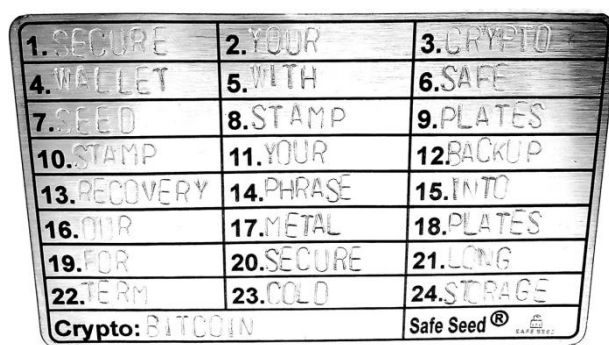 1. SECURE 2. YOUR 3. CRYPTO
4. WALLET 5. WITH 6. SAFE
7. SEED 8. STAMP 9. PLATES
10. STAMP 11. YOUR 12. BACKUP
13. RECOVERY 14. PHRASE 15. INTO
16. OUR 17. METAL 18. PLATES
19. FOR 20. SECURE 21. LONG
22. TERM 23. COLD 24. STORAGE
Crypto: BITCOIN Safe Seed ® SAFE SEED